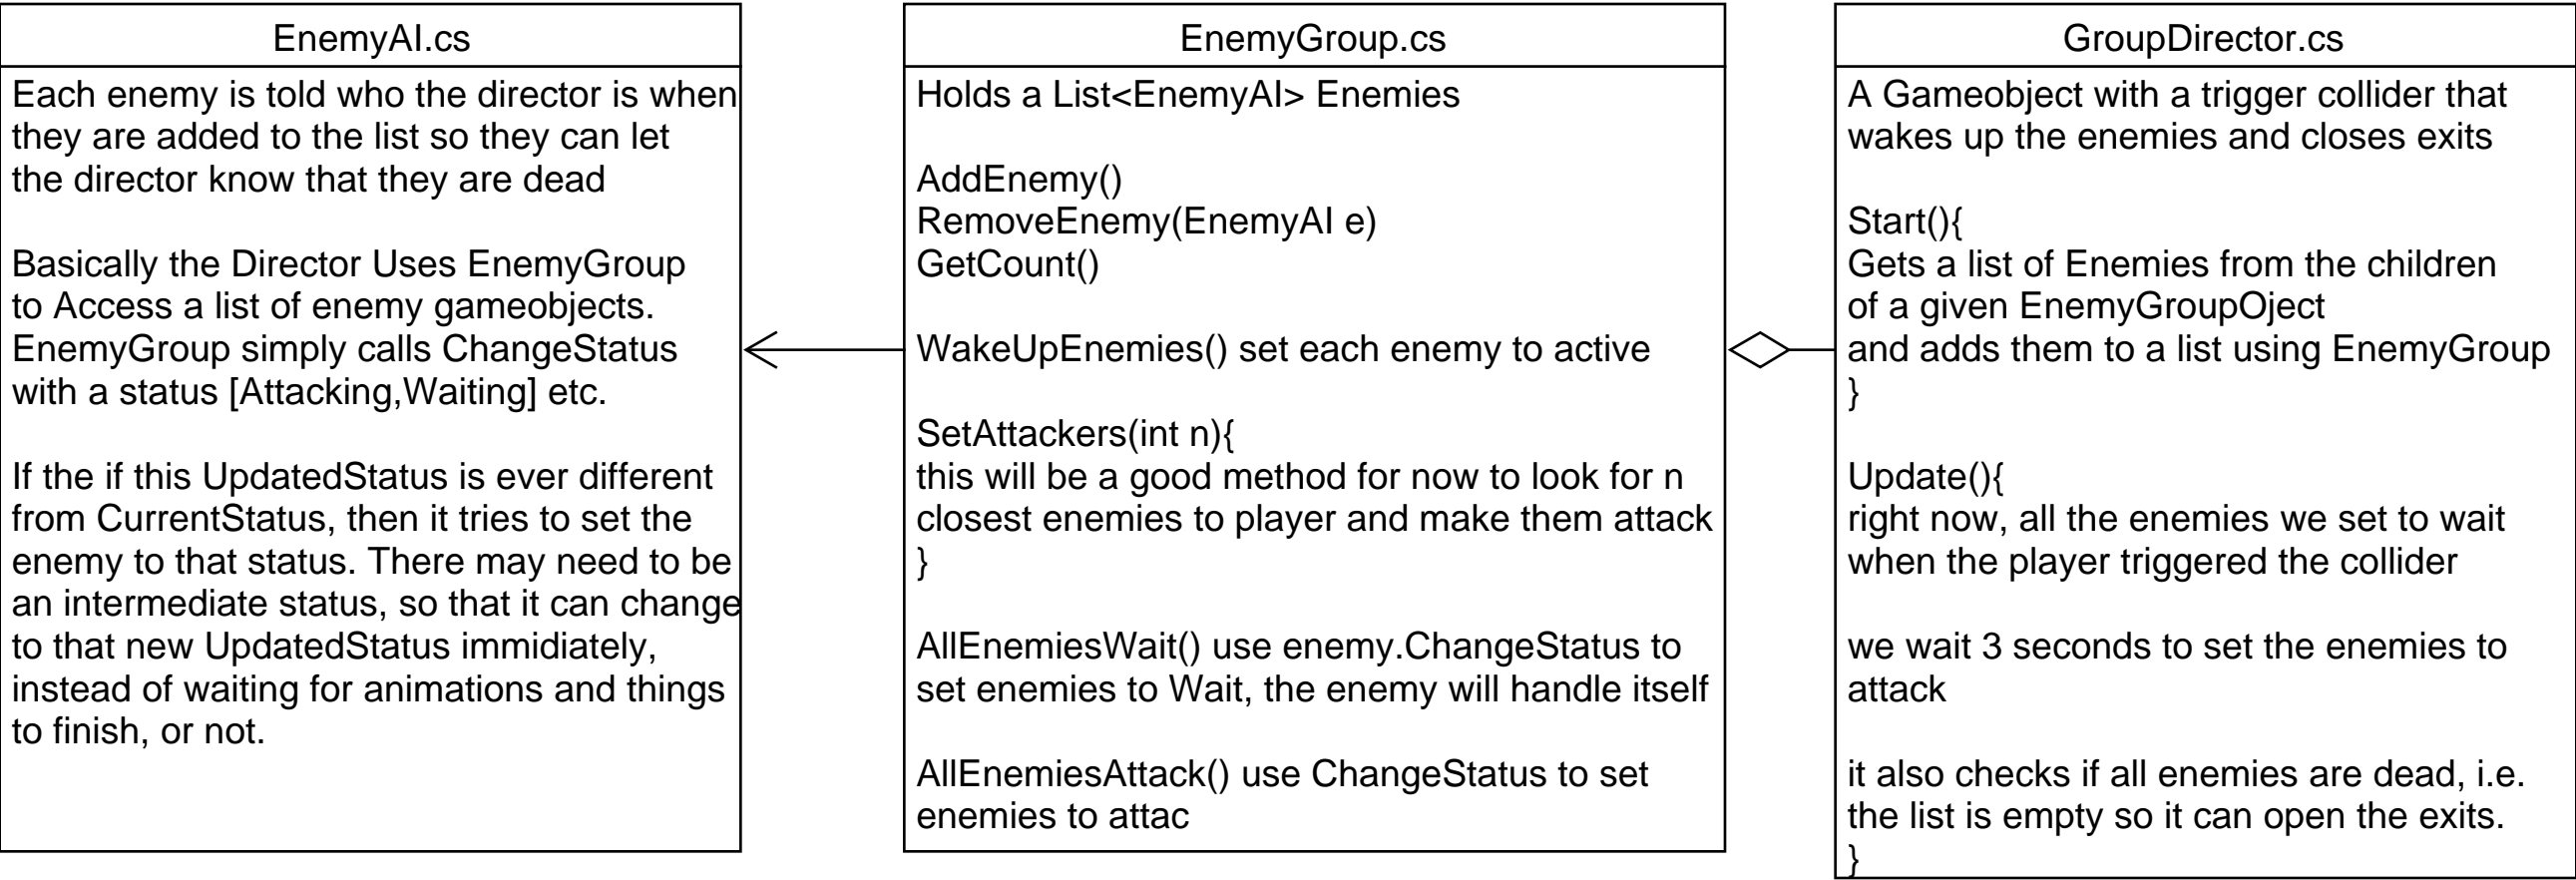 EnemyAI.cs
Each enemy is told who the director is when
they are added to the list so they can let
the director know that they are dead
Basically the Director Uses EnemyGroup
to Access a list of enemy gameobjects.
EnemyGroup simply calls ChangeStatus
with a status [Attacking,Waiting] etc.
If the if this UpdatedStatus is ever different
from CurrentStatus, then it tries to set the
enemy to that status. There may need to be
an intermediate status, so that it can change
to that new UpdatedStatus immidiately,
instead of waiting for animations and things
to finish, or not.
EnemyGroup.cs
Holds a List<EnemyAI> Enemies
AddEnemy()
RemoveEnemy(EnemyAI e)
GetCount()
WakeUpEnemies() set each enemy to active
SetAttackers(int n){
this will be a good method for now to look for n
closest enemies to player and make them attack
}
AllEnemiesWait() use enemy.ChangeStatus to
set enemies to Wait, the enemy will handle itself
AllEnemiesAttack() use ChangeStatus to set
enemies to attac
GroupDirector.cs
A Gameobject with a trigger collider that
wakes up the enemies and closes exits
Start(){
Gets a list of Enemies from the children
of a given EnemyGroupOject
and adds them to a list using EnemyGroup
}
Update(){
right now, all the enemies we set to wait
when the player triggered the collider
we wait 3 seconds to set the enemies to
attack
it also checks if all enemies are dead, i.e.
the list is empty so it can open the exits.
}